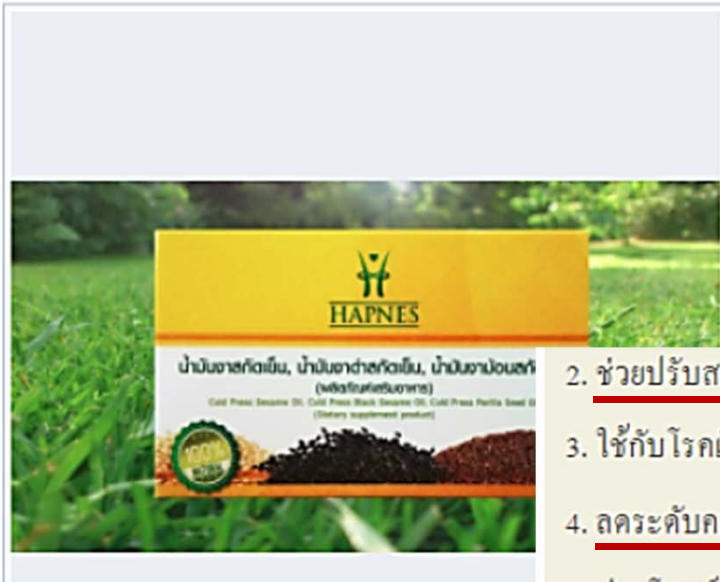 HAPNES
น้ำมันงาสกัดเย็น, น้ำมันงาดำสกัดเย็น, น้ำมันงาม้อนสกั
(ผลิตภัณฑ์เสริมอาหาร)
Cold Press Sesame Oil, Cold Press Black Sesame Oil, Cold Press Perilla Seed O
(Dietary supplement product)
100%
NATURAL
2. ช่วยปรับส
3. ใช้กับโรค
4. ลดระดับค